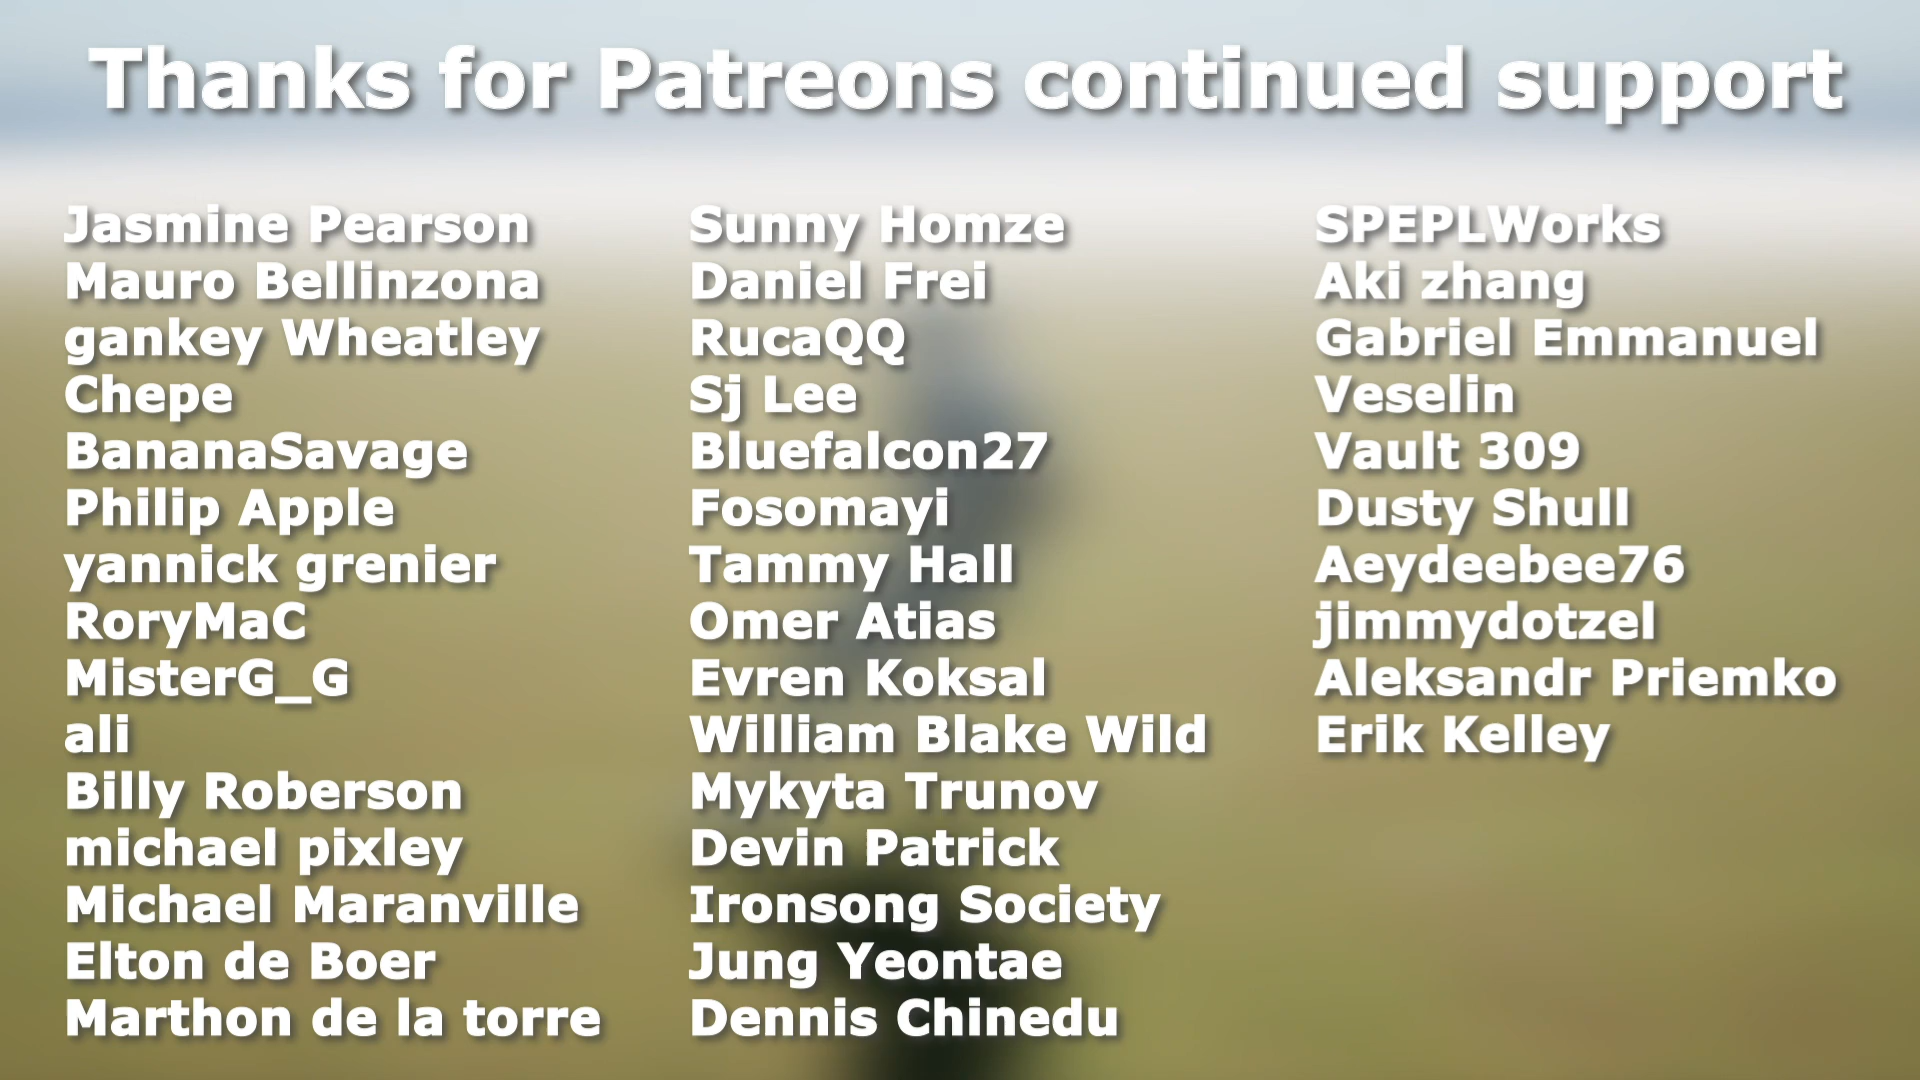 Thanks for Patreons continued support
Jasmine Pearson
Mauro Bellinzona
gankey Wheatley
Chepe
BananaSavage
Philip Apple
yannick grenier
RoryMaC
MisterG_G
ali
Billy Roberson
michael pixley
Michael Maranville
Elton de Boer
Marthon de la torre
Sunny Homze
Daniel Frei
RucaQQ
Sj Lee
Bluefalcon27
Fosomayi
Tammy Hall
Omer Atias
Evren Koksal
William Blake Wild
Mykyta Trunov
Devin Patrick
Ironsong Society
Jung Yeontae
Dennis Chinedu
SPEPLWorks
Aki zhang
Gabriel Emmanuel
Veselin
Vault 309
Dusty Shull
Aeydeebee76
jimmydotzel
Aleksandr Priemko
Erik Kelley